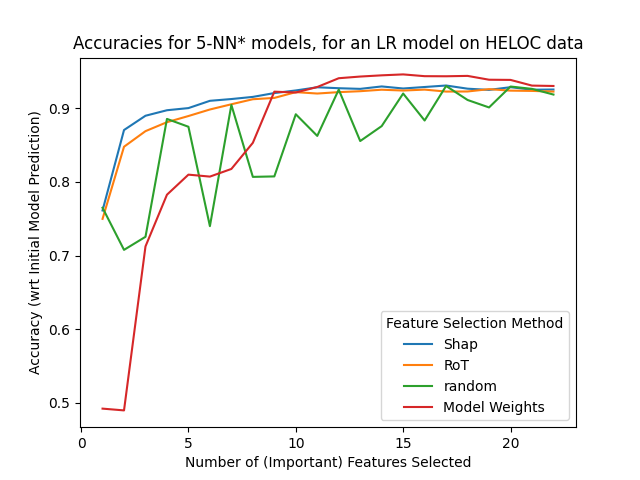 Accuracies for 5-NN* models, for an LR model on HELOC data
Accuracy (wrt Initial Model Prediction)
0.9
0.8
0.7
0.6
0.5
Feature Selection Method
Shap
RoT
random
Model Weights
0
5
10
15
20
Number of (Important) Features Selected